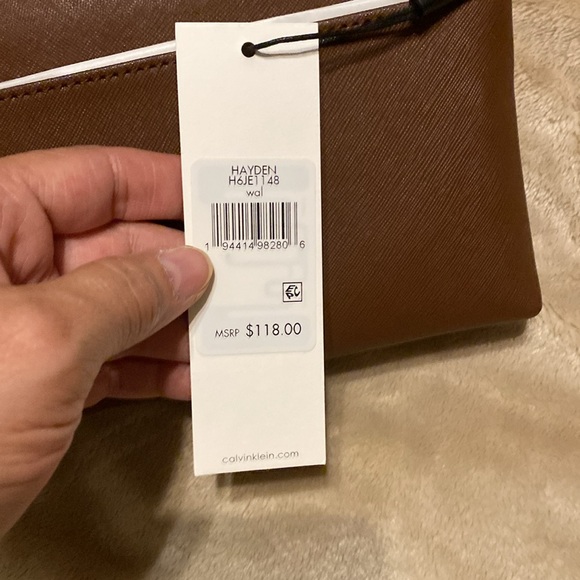 HAYDEN
H6JE1148
wal
1 94414 98280 6
MSRP $118.00
calvinklein.com